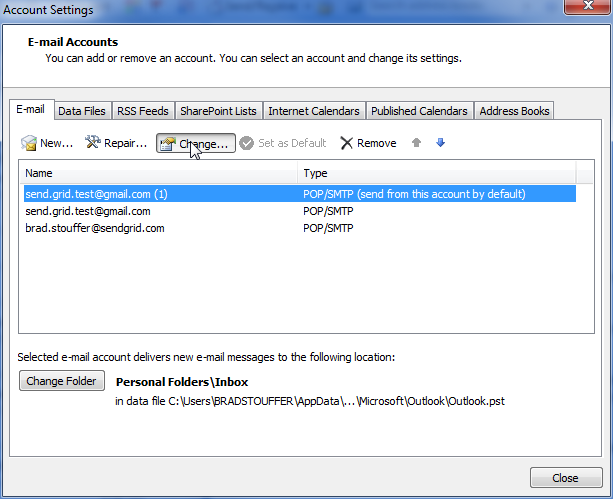 Account Settings
E-mail Accounts
You can add or remove an account. You can select an account and change its settings.
E-mail Data Files RSS Feeds SharePoint Lists Internet Calendars Published Calendars Address Books
New... Repair... Change... Set as Default Remove
Name Type
send.grid.test@gmail.com (1) POP/SMTP (send from this account by default)
send.grid.test@gmail.com POP/SMTP
brad.stouffer@sendgrid.com POP/SMTP
Selected e-mail account delivers new e-mail messages to the following location:
Change Folder Personal Folders\Inbox
in data file C:\Users\BRADSTOUFFER\AppData\...\Microsoft\Outlook\Outlook.pst
Close